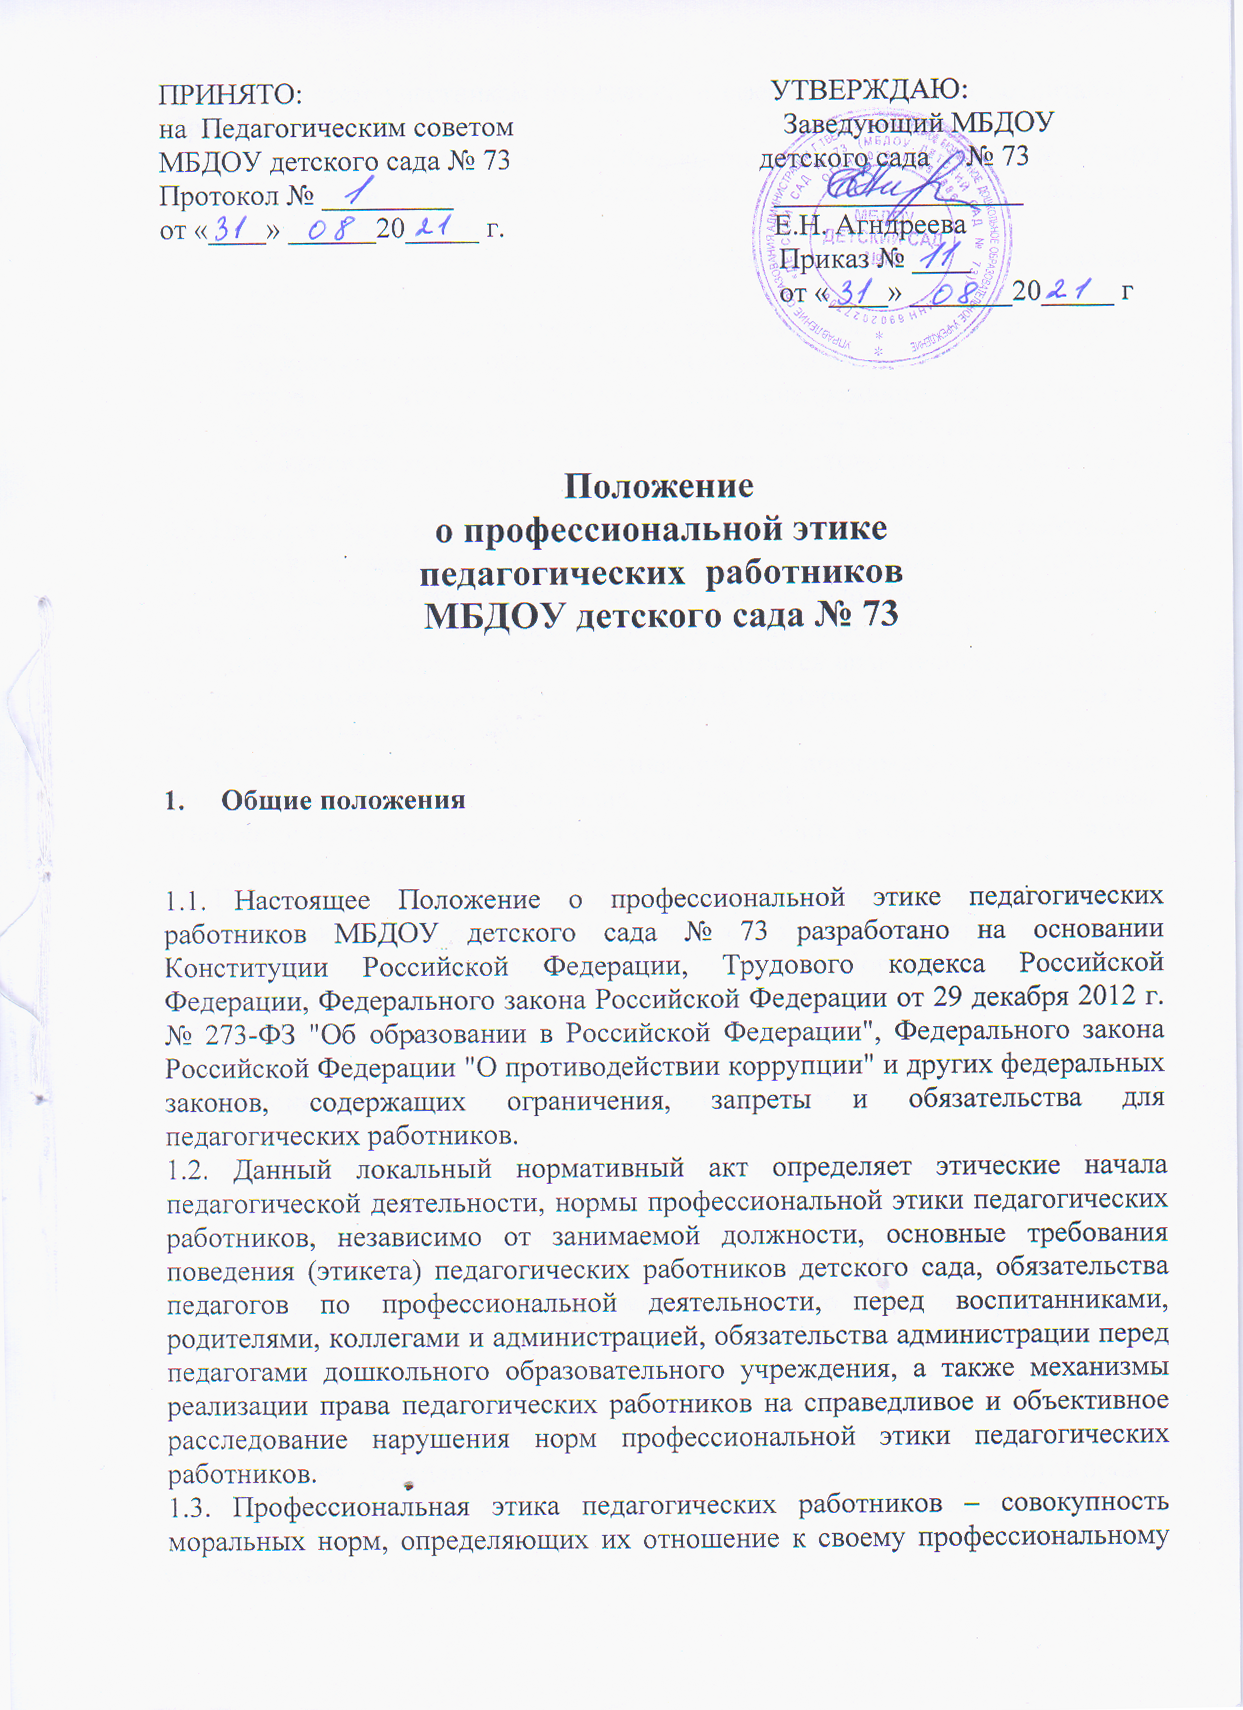 ПРИНЯТО:
на Педагогическим советом
МБДОУ детского сада № 73
Протокол № 1
от «31» 08 2021 г.
УТВЕРЖДАЮ:
Заведующий МБДОУ
детского сада № 73
Е.Н. Агндреева
Приказ № 11
от «31» 08 2021 г
МБДОУ
ДЕТСКИЙ САД
Положение
о профессиональной этике
педагогических работников
МБДОУ детского сада № 73
1. Общие положения
1.1. Настоящее Положение о профессиональной этике педагогических
работников МБДОУ детского сада № 73 разработано на основании
Конституции Российской Федерации, Трудового кодекса Российской
Федерации, Федерального закона Российской Федерации от 29 декабря 2012 г.
№ 273-ФЗ "Об образовании в Российской Федерации", Федерального закона
Российской Федерации "О противодействии коррупции" и других федеральных
законов, содержащих ограничения, запреты и обязательства для
педагогических работников.
1.2. Данный локальный нормативный акт определяет этические начала
педагогической деятельности, нормы профессиональной этики педагогических
работников, независимо от занимаемой должности, основные требования
поведения (этикета) педагогических работников детского сада, обязательства
педагогов по профессиональной деятельности, перед воспитанниками,
родителями, коллегами и администрацией, обязательства администрации перед
педагогами дошкольного образовательного учреждения, а также механизмы
реализации права педагогических работников на справедливое и объективное
расследование нарушения норм профессиональной этики педагогических
работников.
1.3. Профессиональная этика педагогических работников – совокупность
моральных норм, определяющих их отношение к своему профессиональному